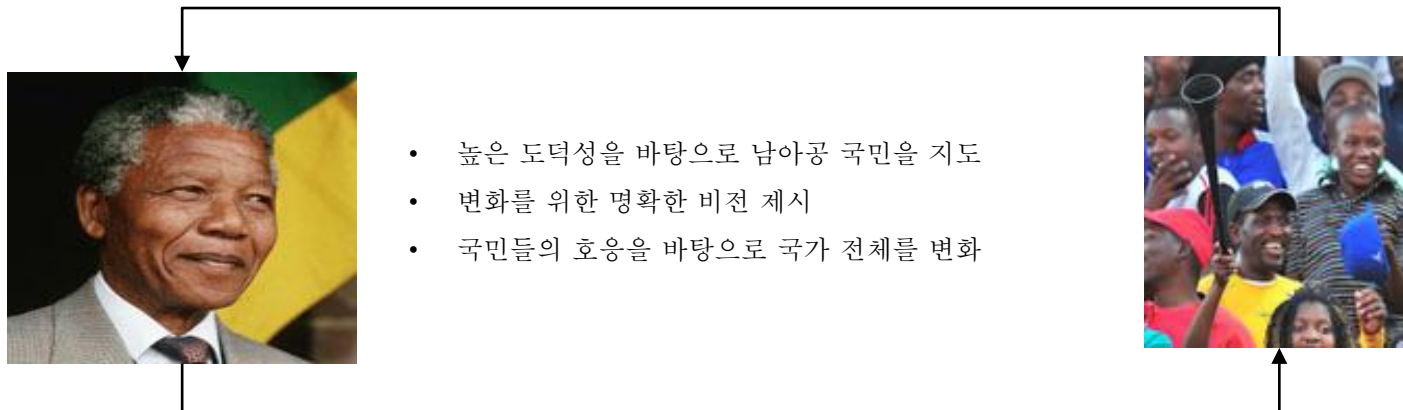 • 높은 도덕성을 바탕으로 남아공 국민을 지도
• 변화를 위한 명확한 비전 제시
• 국민들의 호응을 바탕으로 국가 전체를 변화